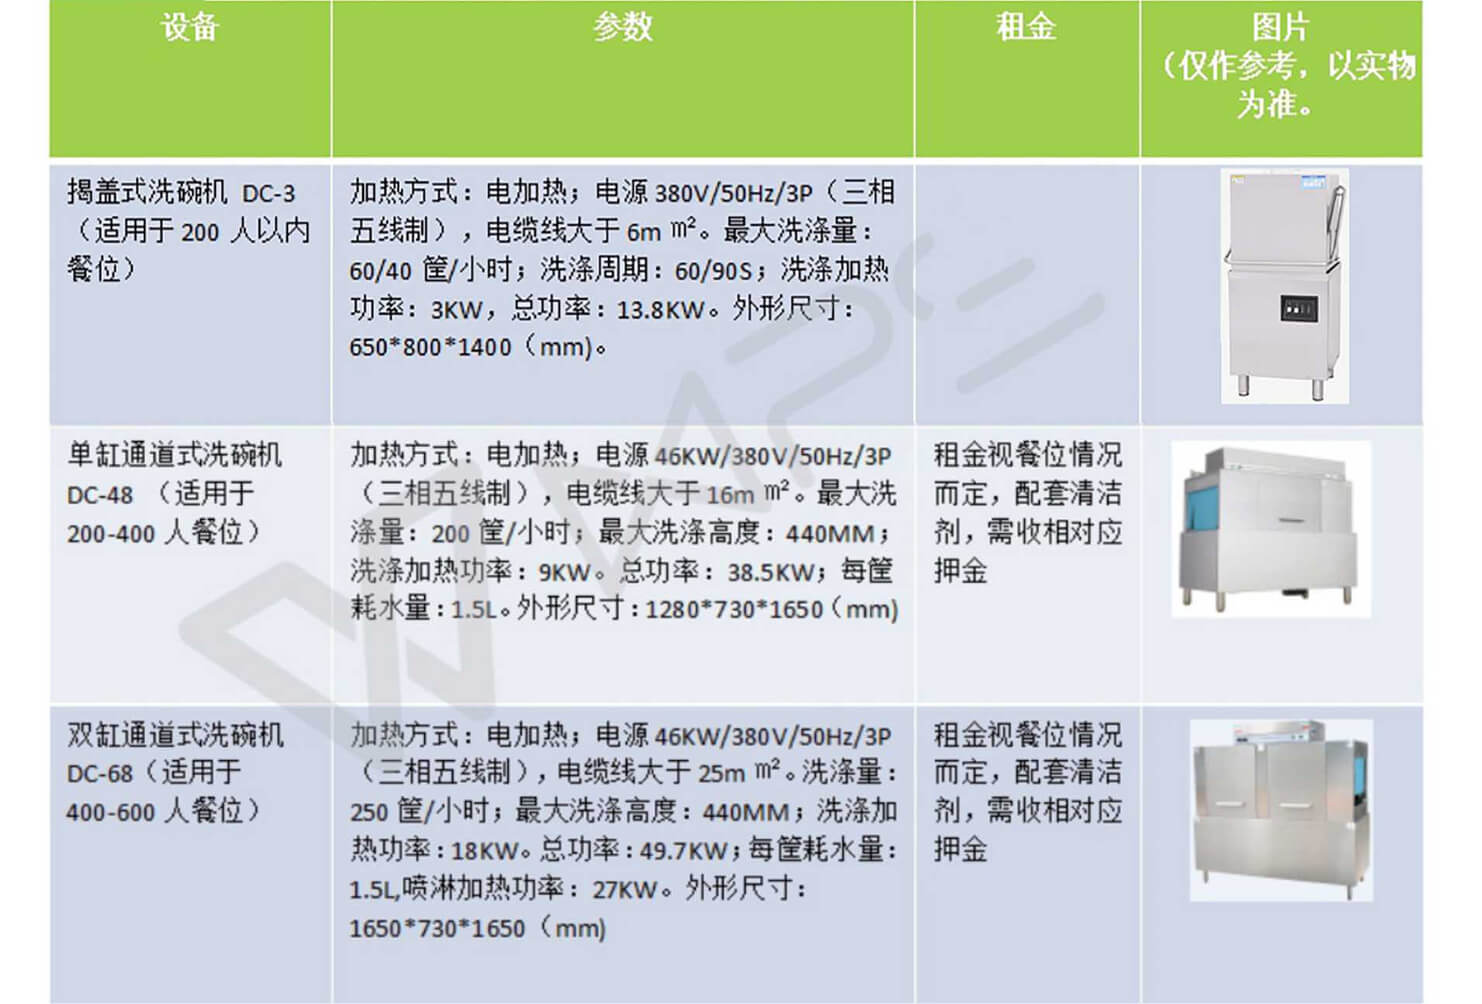 设备
参数
租金
图片
（仅作参考，以实物
为准。
揭盖式洗碗机 DC-3
（适用于 200 人以内
餐位）
加热方式：电加热；电源 380V/50Hz/3P（三相
五线制），电缆线大于 6m ㎡。最大洗涤量：
60/40 筐/小时；洗涤周期：60/90S；洗涤加热
功率：3KW，总功率：13.8KW。外形尺寸：
650*800*1400（mm)。
单缸通道式洗碗机
DC-48 （适用于
200-400 人餐位）
加热方式：电加热；电源 46KW/380V/50Hz/3P
（三相五线制），电缆线大于 16m ㎡。最大洗
涤量：200 筐/小时；最大洗涤高度：440MM；
洗涤加热功率：9KW。总功率：38.5KW；每筐
耗水量：1.5L。外形尺寸：1280*730*1650（mm)
租金视餐位情况
而定，配套清洁
剂，需收相对应
押金
双缸通道式洗碗机
DC-68（适用于
400-600 人餐位）
加热方式：电加热；电源 46KW/380V/50Hz/3P
（三相五线制），电缆线大于 25m ㎡。洗涤量：
250 筐/小时；最大洗涤高度：440MM；洗涤加
热功率：18KW。总功率：49.7KW；每筐耗水量：
1.5L,喷淋加热功率：27KW。外形尺寸：
1650*730*1650（mm)
租金视餐位情况
而定，配套清洁
剂，需收相对应
押金